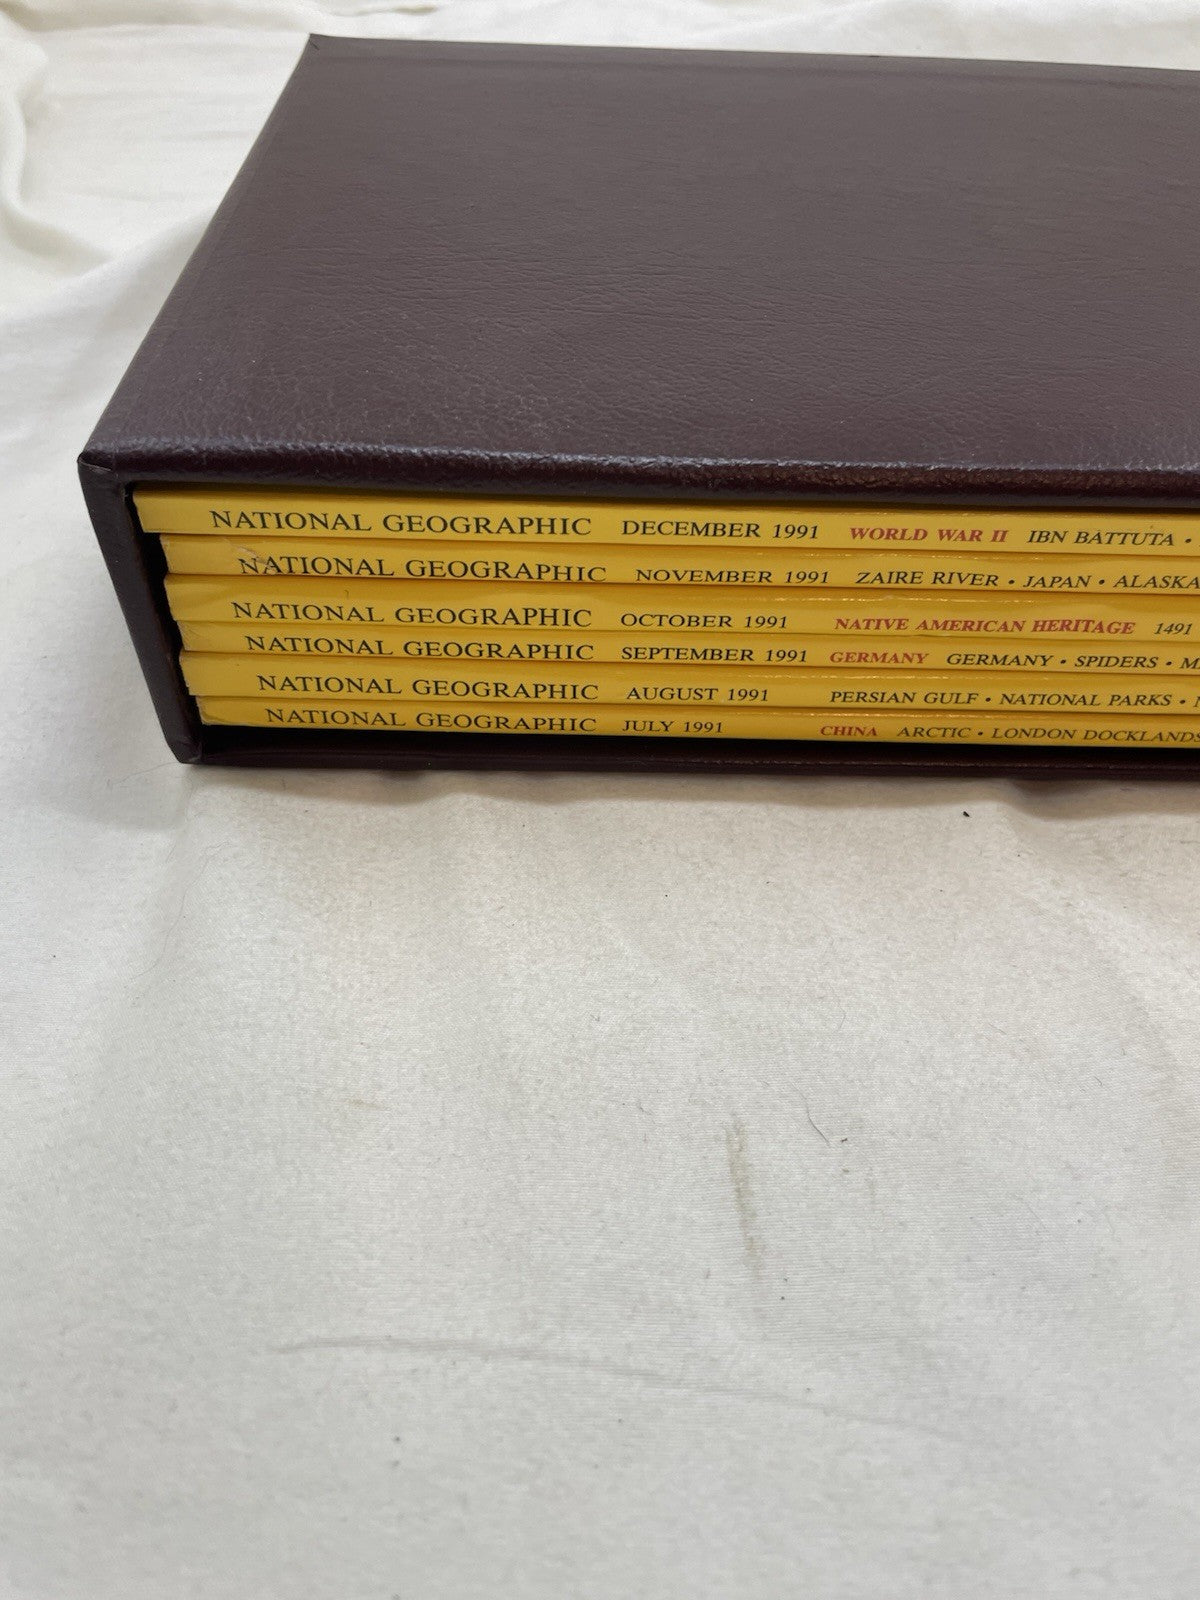 NATIONAL GEOGRAPHIC DECEMBER 1991 WORLD WAR II IBN BATTUTA •
NATIONAL GEOGRAPHIC NOVEMBER 1991 ZAIRE RIVER • JAPAN • ALASKA
NATIONAL GEOGRAPHIC OCTOBER 1991 NATIVE AMERICAN HERITAGE 1491
NATIONAL GEOGRAPHIC SEPTEMBER 1991 GERMANY GERMANY • SPIDERS •
NATIONAL GEOGRAPHIC AUGUST 1991 PERSIAN GULF • NATIONAL PARKS •
NATIONAL GEOGRAPHIC JULY 1991 CHINA ARCTIC • LONDON DOCKLANDS